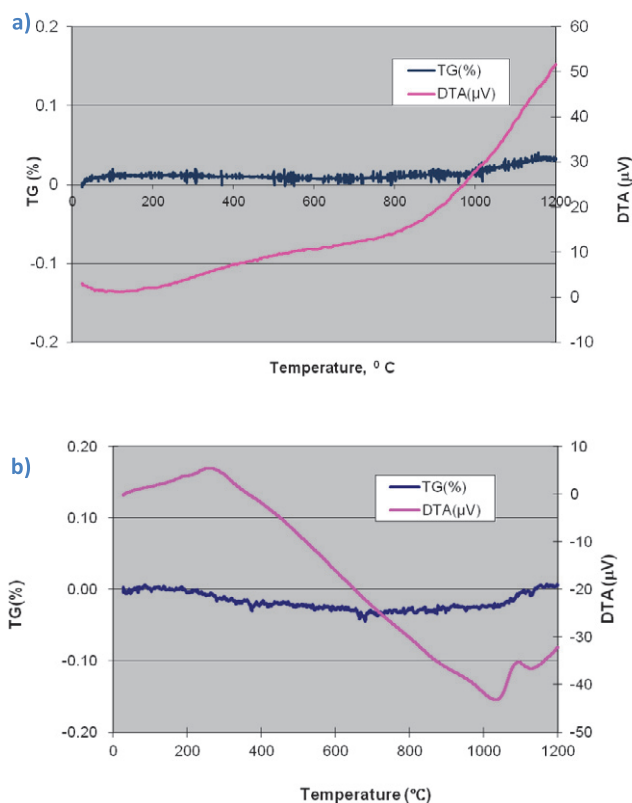 a)
0.2
0.1
0
-0.1
-0.2
TG (%)
0 200 400 600 800 1000 1200
60
50
40
30
20
10
0
-10
DTA (µV)
TG(%)
DTA(µV)
Temperature, ⁰ C
b)
0.20
0.10
0.00
-0.10
-0.20
TG(%)
0 200 400 600 800 1000 1200
10
0
-10
-20
-30
-40
-50
DTA(µV)
TG(%)
DTA(µV)
Temperature (ºC)